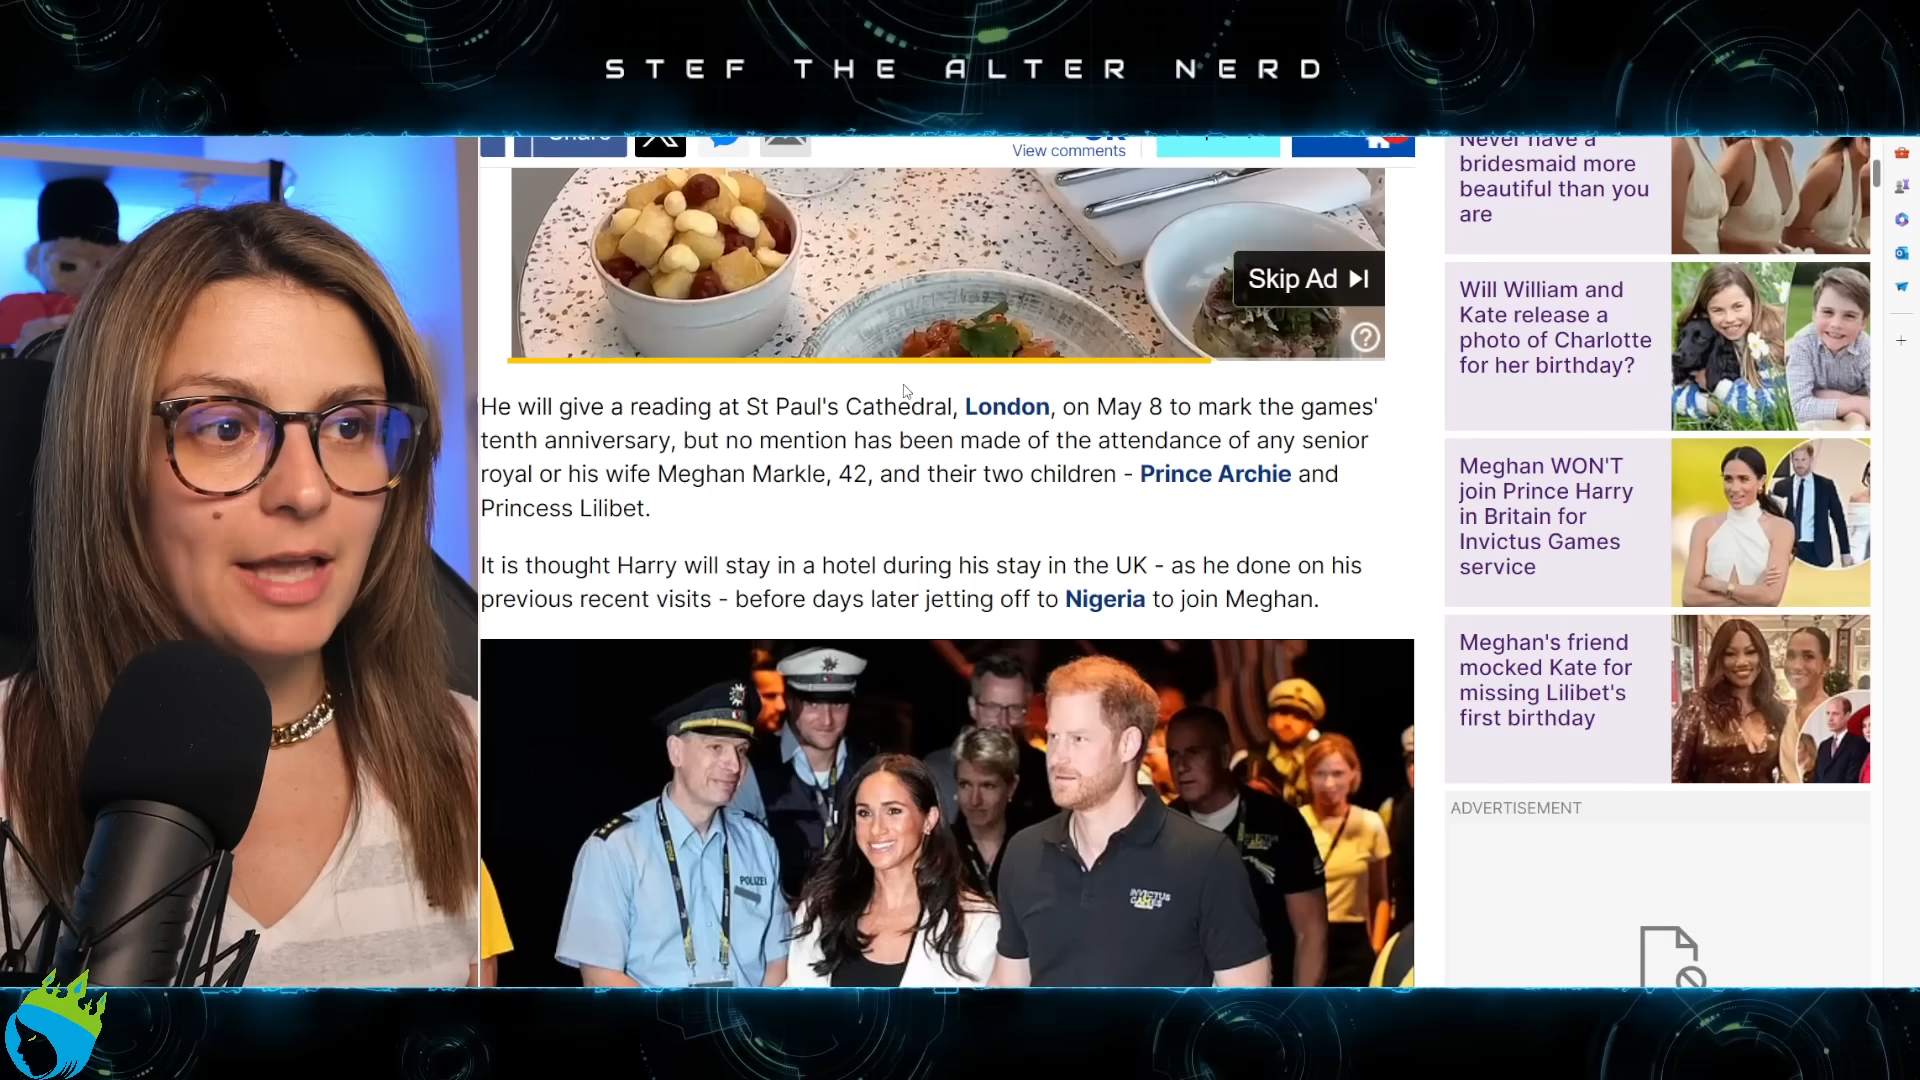 STEF THE ALTER NERD
Share
View comments
Skip Ad
He will give a reading at St Paul's Cathedral, London, on May 8 to mark the games'
tenth anniversary, but no mention has been made of the attendance of any senior
royal or his wife Meghan Markle, 42, and their two children - Prince Archie and
Princess Lilibet.
It is thought Harry will stay in a hotel during his stay in the UK - as he done on his
previous recent visits - before days later jetting off to Nigeria to join Meghan.
POLIZEI
INVICTUS
GAMES
Never have a
bridesmaid more
beautiful than you
are
Will William and
Kate release a
photo of Charlotte
for her birthday?
Meghan WON'T
join Prince Harry
in Britain for
Invictus Games
service
Meghan's friend
mocked Kate for
missing Lilibet's
first birthday
ADVERTISEMENT